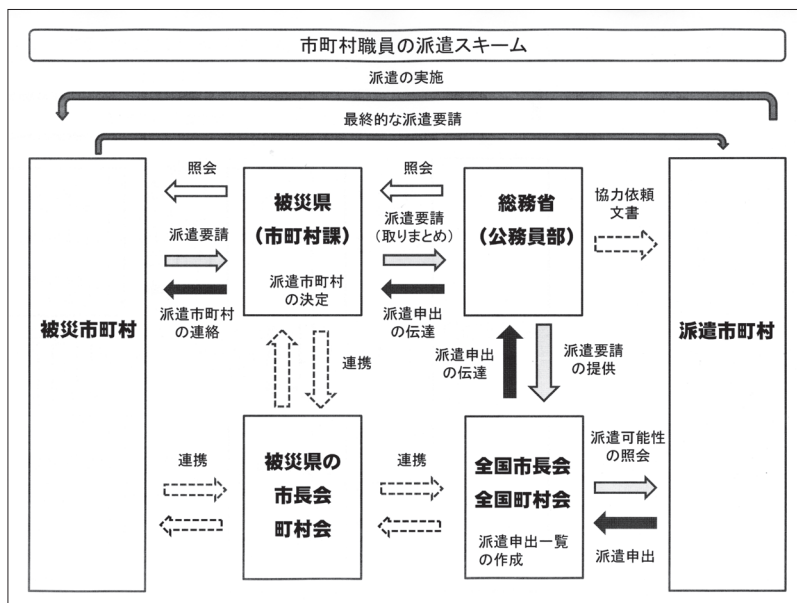 市町村職員の派遣スキーム
派遣の実施
最終的な派遣要請
被災市町村
照会
派遣要請
派遣市町村
の連絡
被災県
(市町村課)
派遣市町村
の決定
照会
派遣要請
(取りまとめ)
派遣申出
の伝達
総務省
(公務員部)
協力依頼
文書
派遣市町村
連携
派遣申出
の伝達
派遣要請
の提供
連携
被災県の
市長会
町村会
連携
全国市長会
全国町村会
派遣申出一覧
の作成
派遣可能性
の照会
派遣申出